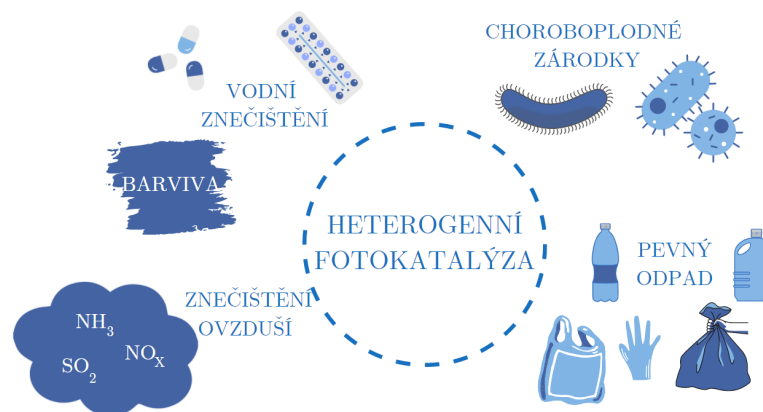 CHOROBOPLODNÉ
ZÁRODKY
VODNÍ
ZNEČIŠTĚNÍ
BARVIVA
HETEROGENNÍ
FOTOKATALÝZA
PEVNÝ
ODPAD
ZNEČIŠTĚNÍ
OVZDUŠÍ
NH₃
NOₓ
SO₂